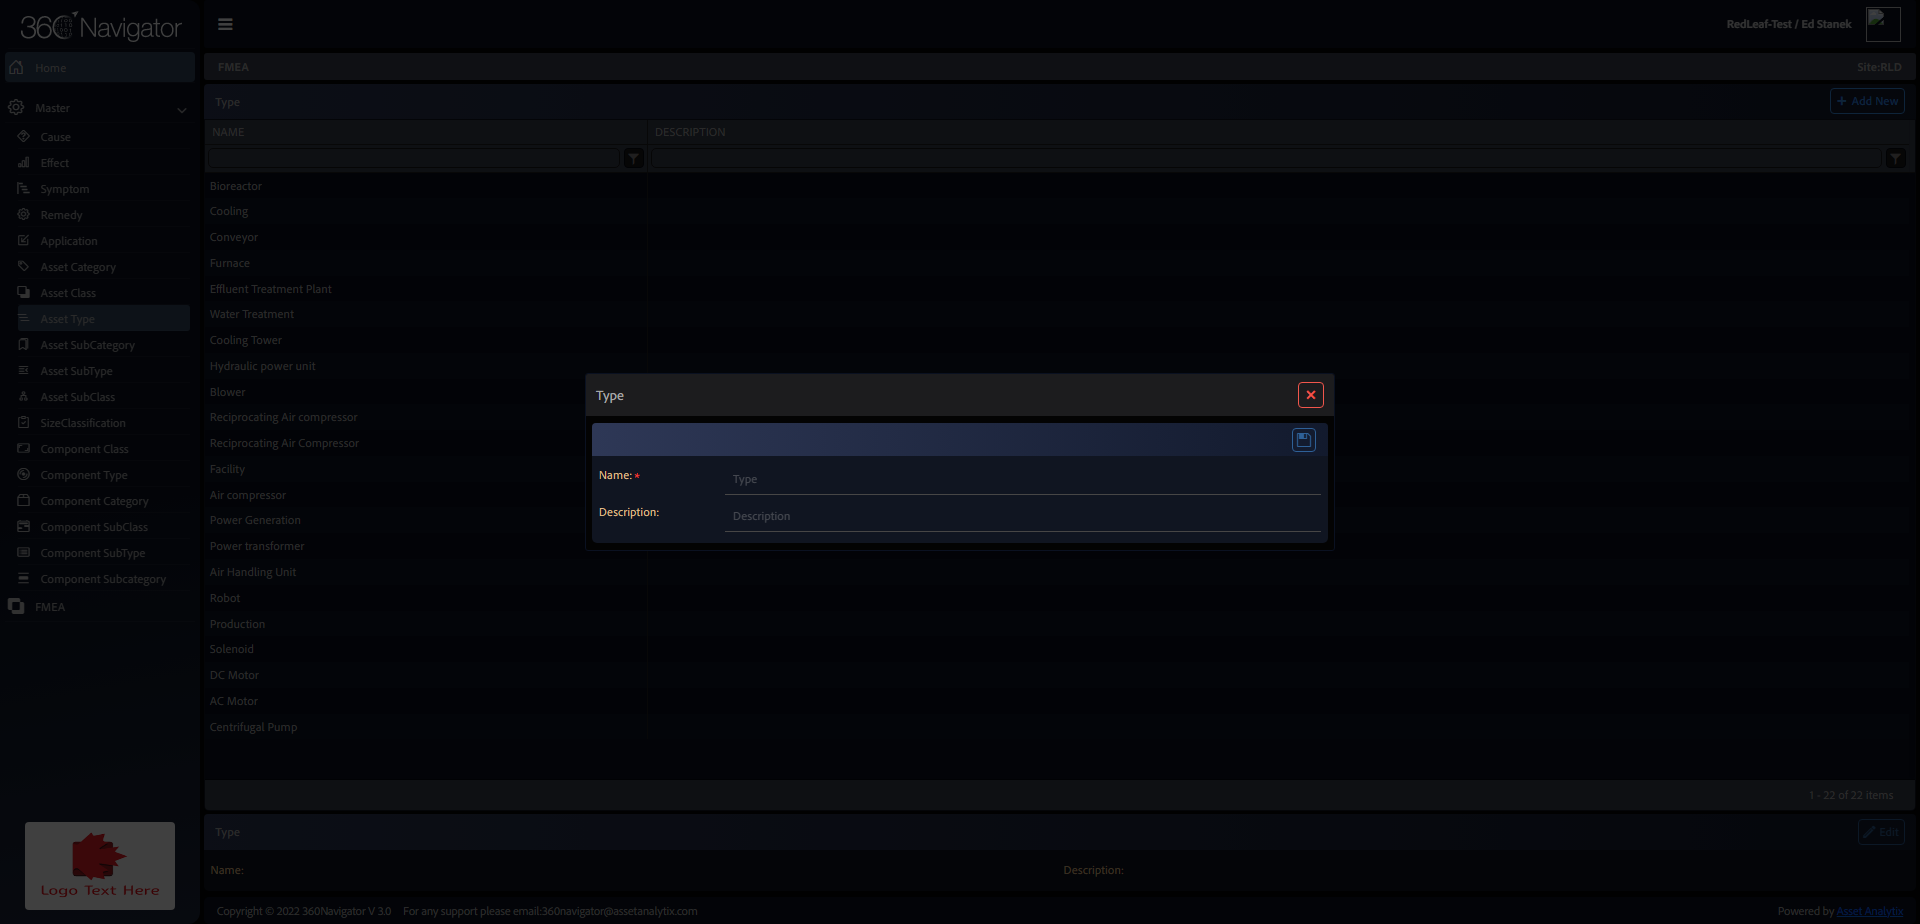 360 Navigator
RedLeaf-Test / Ed Stanek
Home
FMEA
Site:RLD
Master
Cause
Effect
Symptom
Remedy
Application
Asset Category
Asset Class
Asset Type
Asset SubCategory
Asset SubType
Asset SubClass
SizeClassification
Component Class
Component Type
Component Category
Component SubClass
Component SubType
Component Subcategory
FMEA
Logo Text Here
Type
+ Add New
NAME
DESCRIPTION
Bioreactor
Cooling
Conveyor
Furnace
Effluent Treatment Plant
Water Treatment
Cooling Tower
Hydraulic power unit
Blower
Reciprocating Air compressor
Reciprocating Air Compressor
Facility
Air compressor
Power Generation
Power transformer
Air Handling Unit
Robot
Production
Solenoid
DC Motor
AC Motor
Centrifugal Pump
Type
Name: *
Type
Description:
Description
1 - 22 of 22 items
Type
Edit
Name:
Description:
Copyright © 2022 360Navigator V 3.0 For any support please email:360navigator@assetanalytix.com
Powered by Asset Analytix